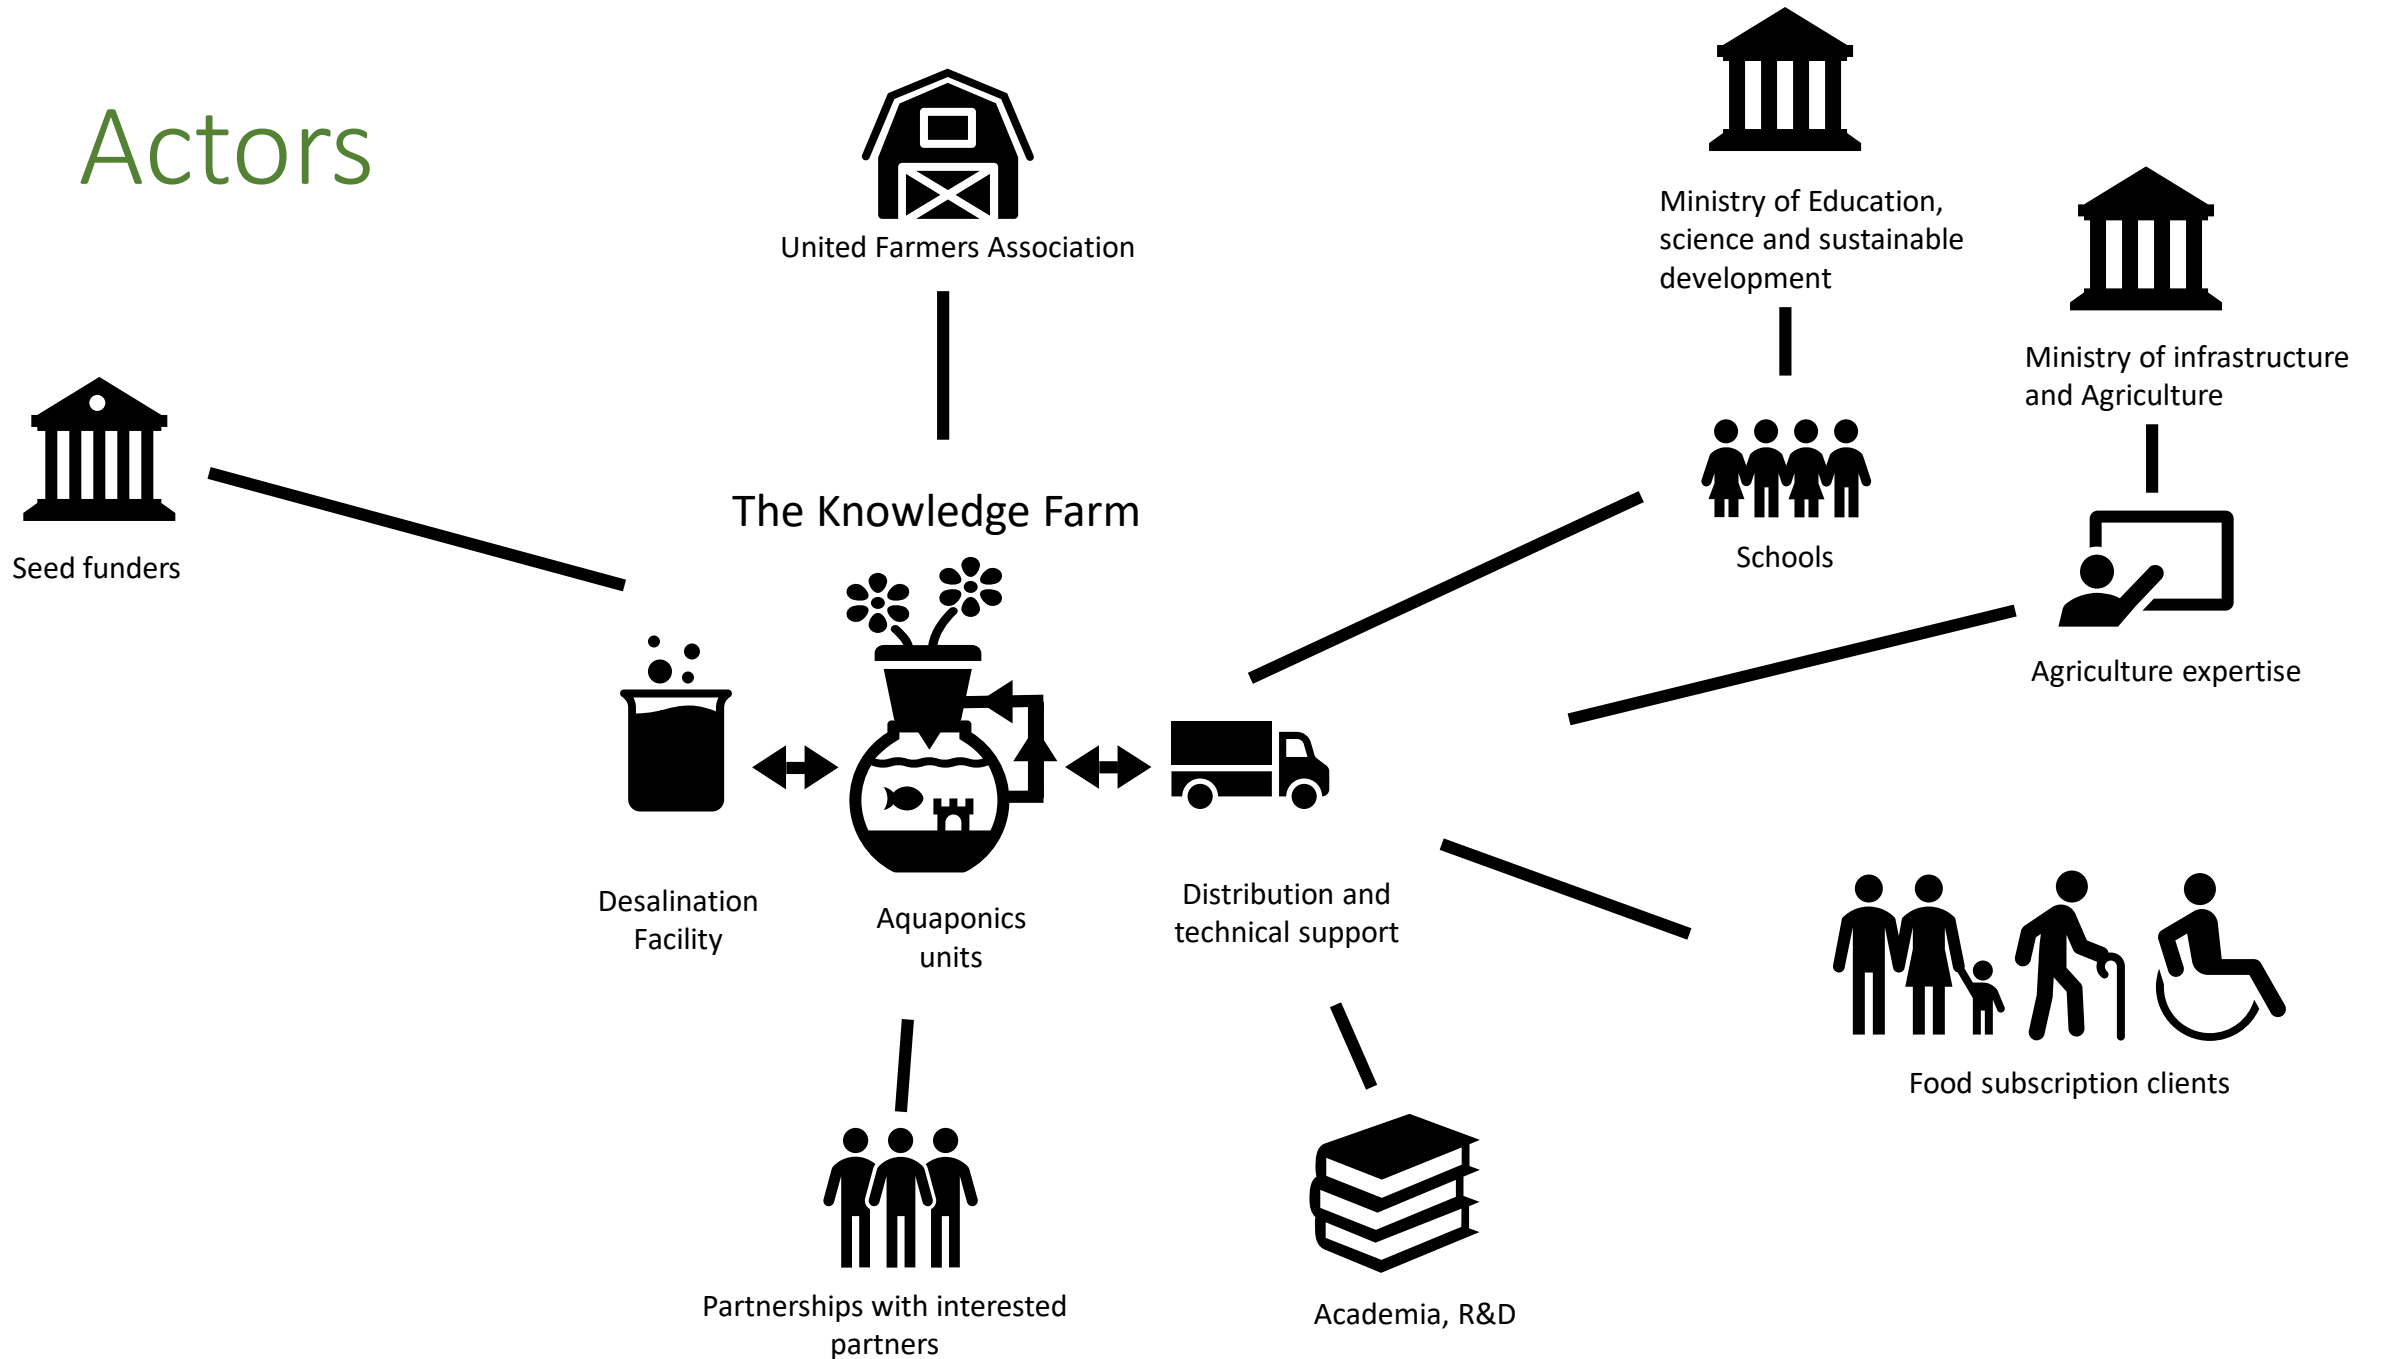 Actors
United Farmers Association
Ministry of Education,
science and sustainable
development
Ministry of infrastructure
and Agriculture
Seed funders
The Knowledge Farm
Schools
Agriculture expertise
Desalination
Facility
Aquaponics
units
Distribution and
technical support
Food subscription clients
Partnerships with interested
partners
Academia, R&D